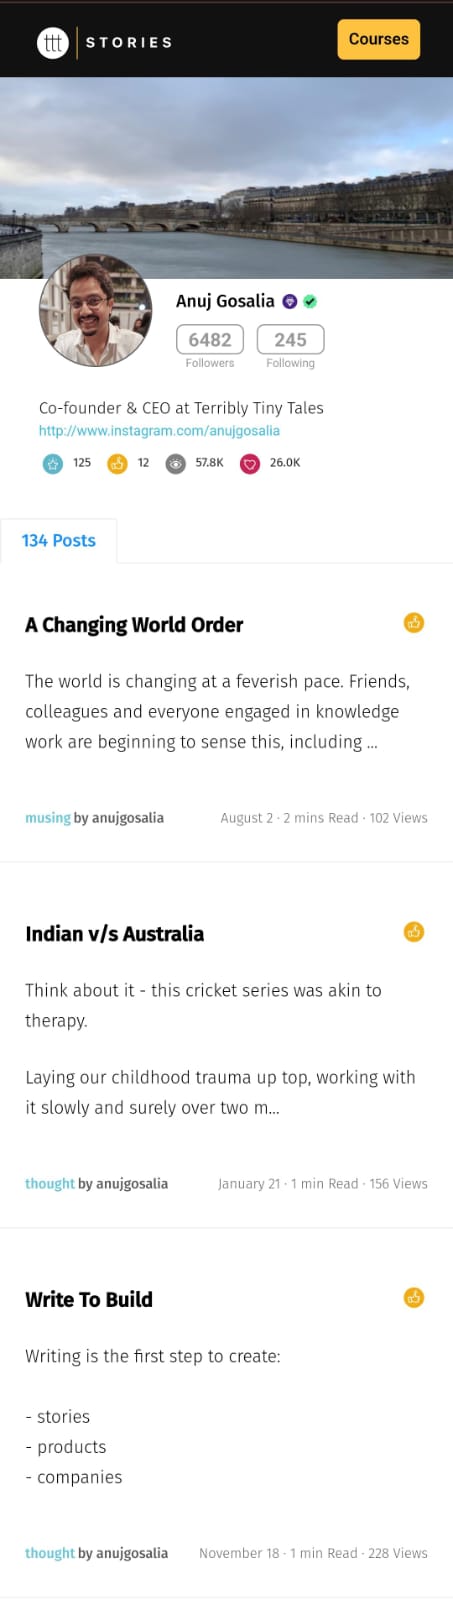 ttt | STORIES
Courses
Anuj Gosalia
6482 245
Followers Following
Co-founder & CEO at Terribly Tiny Tales
http://www.instagram.com/anujgosalia
125 12 57.8K 26.0K
134 Posts
A Changing World Order
The world is changing at a feverish pace. Friends,
colleagues and everyone engaged in knowledge
work are beginning to sense this, including ...
musing by anujgosalia August 2 · 2 mins Read · 102 Views
Indian v/s Australia
Think about it - this cricket series was akin to
therapy.
Laying our childhood trauma up top, working with
it slowly and surely over two m...
thought by anujgosalia January 21 · 1 min Read · 156 Views
Write To Build
Writing is the first step to create:
- stories
- products
- companies
thought by anujgosalia November 18 · 1 min Read · 228 Views